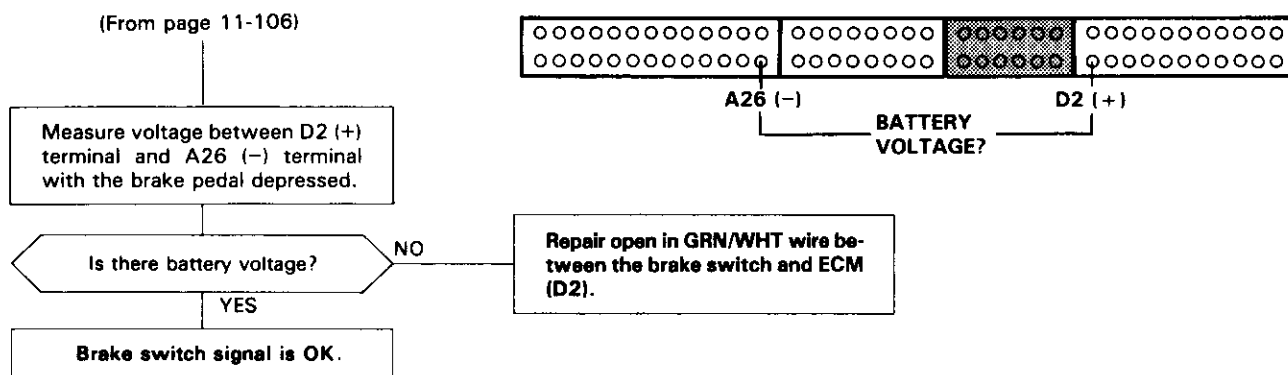 (From page 11-106)
A26 (−)
D2 (+)
BATTERY
VOLTAGE?
Measure voltage between D2 (+)
terminal and A26 (−) terminal
with the brake pedal depressed.
Is there battery voltage?
NO
Repair open in GRN/WHT wire be-
tween the brake switch and ECM
(D2).
YES
Brake switch signal is OK.